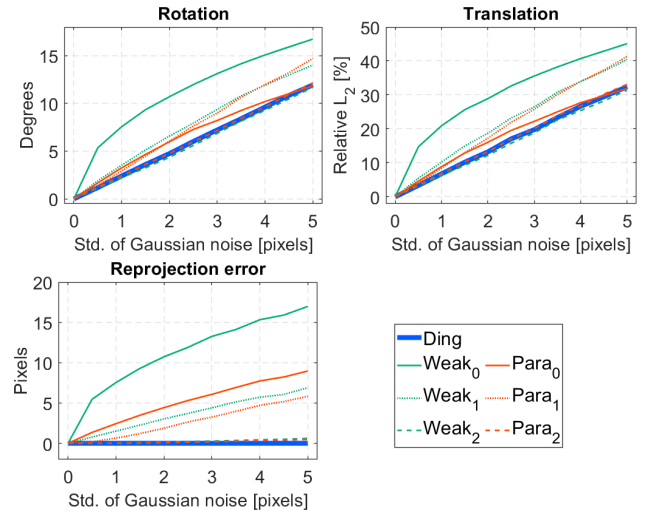 Rotation
Degrees
15
10
5
0
0 1 2 3 4 5
Std. of Gaussian noise [pixels]
Translation
Relative L2 [%]
50
40
30
20
10
0
0 1 2 3 4 5
Std. of Gaussian noise [pixels]
Reprojection error
Pixels
20
15
10
5
0
0 1 2 3 4 5
Std. of Gaussian noise [pixels]
Ding
Weak0 Para0
Weak1 Para1
Weak2 Para2